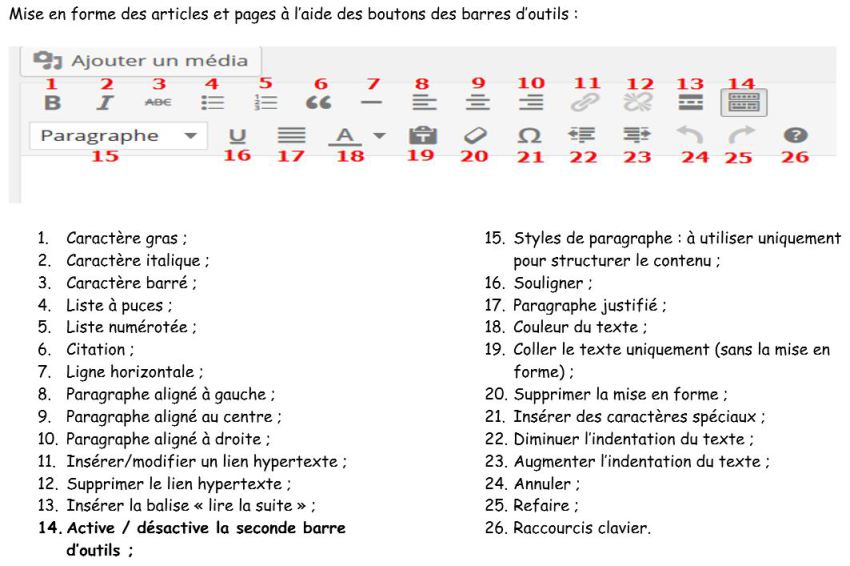 Mise en forme des articles et pages à l'aide des boutons des barres d'outils :
Ajouter un média
1 2 3 4 5 6 7 8 9 10 11 12 13 14
B I ABE
Paragraphe U A T Ω ?
15 16 17 18 19 20 21 22 23 24 25 26
1. Caractère gras ;
2. Caractère italique ;
3. Caractère barré ;
4. Liste à puces ;
5. Liste numérotée ;
6. Citation ;
7. Ligne horizontale ;
8. Paragraphe aligné à gauche ;
9. Paragraphe aligné au centre ;
10. Paragraphe aligné à droite ;
11. Insérer/modifier un lien hypertexte ;
12. Supprimer le lien hypertexte ;
13. Insérer la balise « lire la suite » ;
14. Active / désactive la seconde barre
d'outils ;
15. Styles de paragraphe : à utiliser uniquement
pour structurer le contenu ;
16. Souligner ;
17. Paragraphe justifié ;
18. Couleur du texte ;
19. Coller le texte uniquement (sans la mise en
forme) ;
20. Supprimer la mise en forme ;
21. Insérer des caractères spéciaux ;
22. Diminuer l'indentation du texte ;
23. Augmenter l'indentation du texte ;
24. Annuler ;
25. Refaire ;
26. Raccourcis clavier.